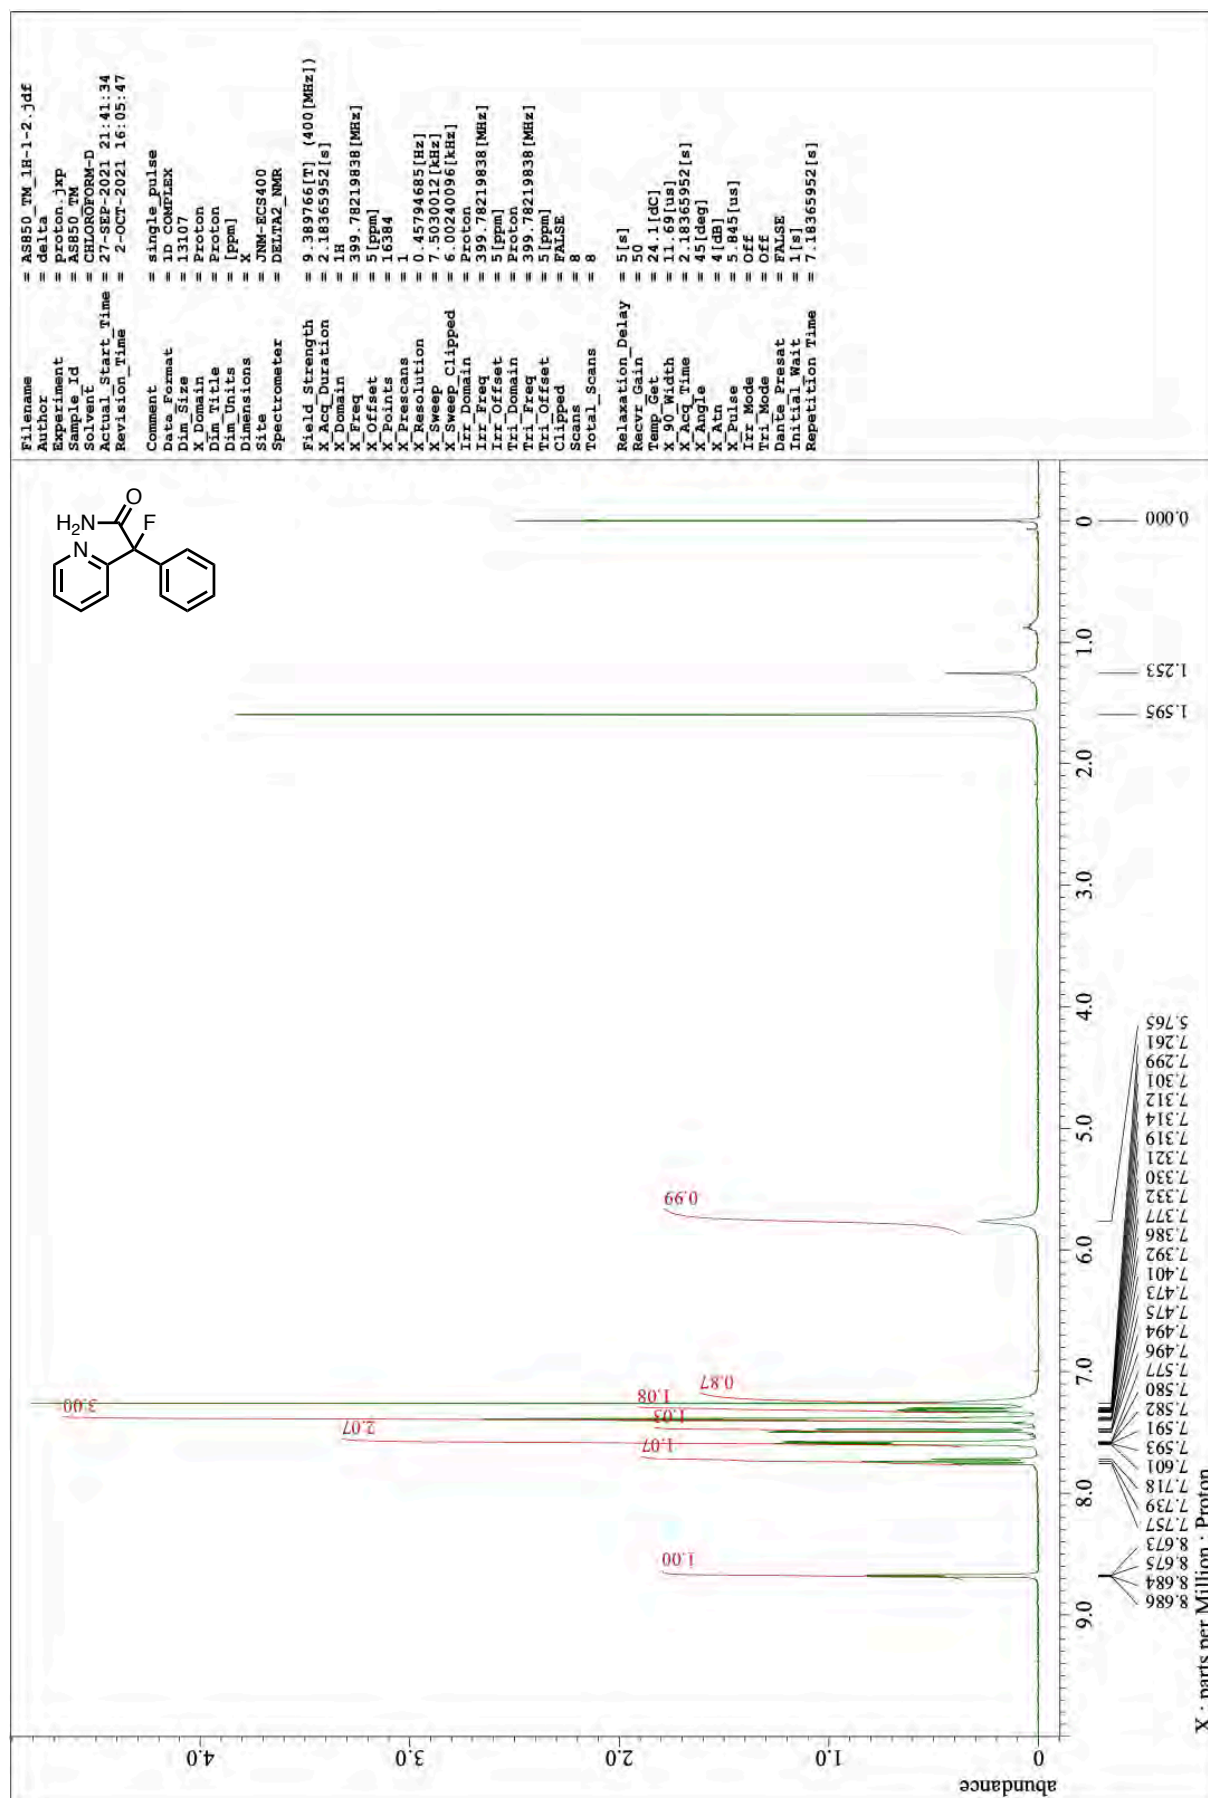 Filename = AS850_TM_1H-1-2.jdf
Author = delta
Experiment = proton.jxp
Sample_Id = AS850_TM
Solvent = CHLOROFORM-D
Actual_Start_Time = 27-SEP-2021 21:41:34
Revision_Time = 2-OCT-2021 16:05:47
Comment = single_pulse
Data_Format = 1D COMPLEX
Dim_Size = 13107
X_Domain = Proton
Dim_Title = Proton
Dim_Units = [ppm]
Dimensions = X
Site = JNM-ECS400
Spectrometer = DELTA2_NMR
Field_Strength = 9.389766[T] (400[MHz])
X_Acq_Duration = 2.18365952[s]
X_Domain = 1H
X_Freq = 399.78219838[MHz]
X_Offset = 5[ppm]
X_Points = 16384
X_Prescans = 1
X_Resolution = 0.45794685[Hz]
X_Sweep = 7.5030012[kHz]
X_Sweep_Clipped = 6.00240096[kHz]
Irr_Domain = Proton
Irr_Freq = 399.78219838[MHz]
Irr_Offset = 5[ppm]
Tri_Domain = Proton
Tri_Freq = 399.78219838[MHz]
Tri_Offset = 5[ppm]
Clipped = FALSE
Scans = 8
Total_Scans = 8
Relaxation_Delay = 5[s]
Recvr_Gain = 50
Temp_Get = 24.1[dC]
X_90_Width = 11.69[us]
X_Acq_Time = 2.18365952[s]
X_Angle = 45[deg]
X_Atn = 4[dB]
X_Pulse = 5.845[us]
Irr_Mode = Off
Tri_Mode = Off
Dante_Presat = FALSE
Initial_Wait = 1[s]
Repetition_Time = 7.18365952[s]
H2N
O
F
N
abundance
0
1.0
2.0
3.0
4.0
1.00
1.07
2.07
1.03
3.00
1.08
0.87
0.99
9.0
8.0
7.0
6.0
5.0
4.0
3.0
2.0
1.0
0
8.686
8.684
8.675
8.673
7.757
7.739
7.718
7.601
7.593
7.591
7.582
7.580
7.577
7.496
7.494
7.475
7.473
7.401
7.392
7.386
7.377
7.332
7.330
7.321
7.319
7.314
7.312
7.301
7.299
7.261
5.765
1.595
1.253
0.000
X : parts per Million : Proton